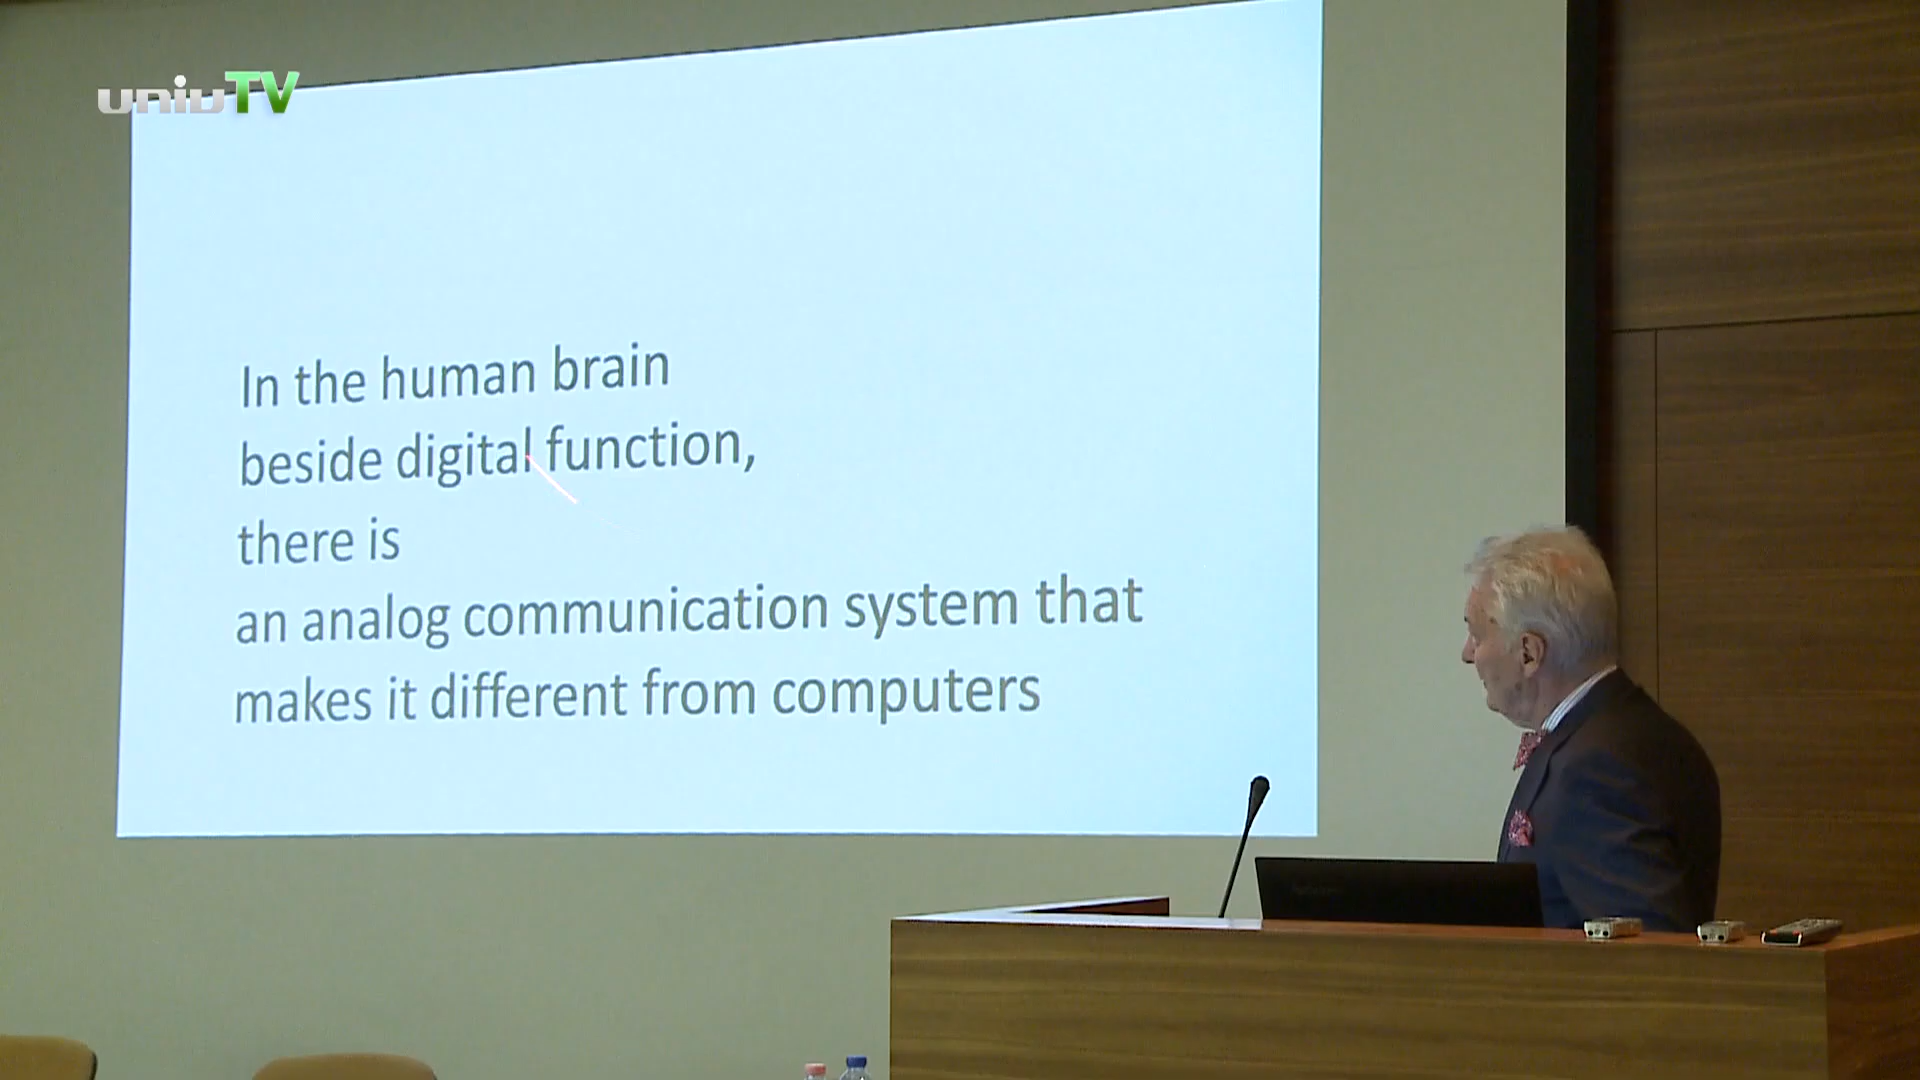 univTV
In the human brain
beside digital function,
there is
an analog communication system that
makes it different from computers